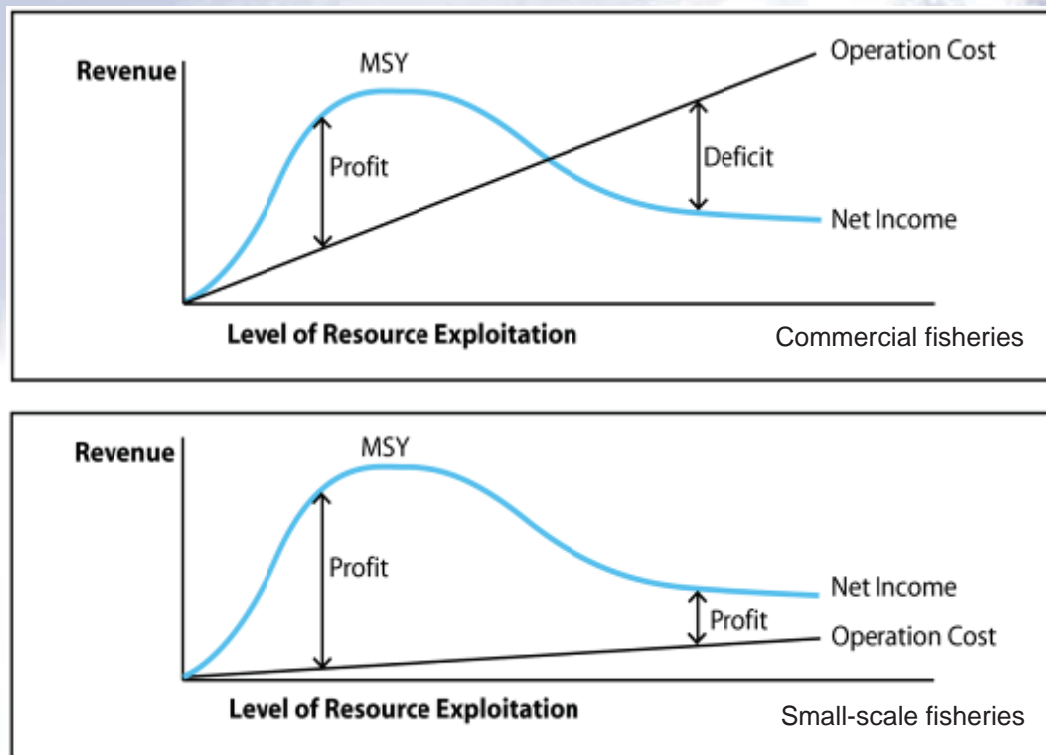 Revenue
MSY
Operation Cost
Profit
Deficit
Net Income
Level of Resource Exploitation
Commercial fisheries
Revenue
MSY
Profit
Net Income
Profit
Operation Cost
Level of Resource Exploitation
Small-scale fisheries